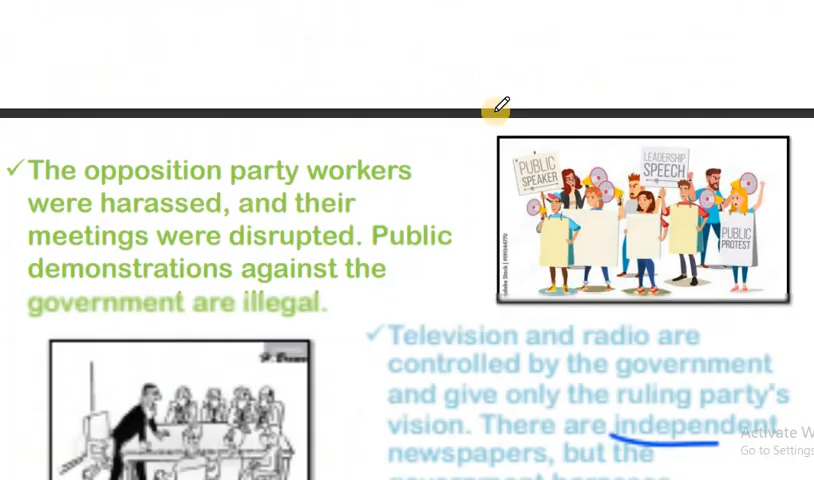 ✓The opposition party workers
were harassed, and their
meetings were disrupted. Public
demonstrations against the
government are illegal.
PUBLIC
SPEAKER
LEADERSHIP
SPEECH
PUBLIC
PROTEST
✓Television and radio are
controlled by the government
and give only the ruling party's
vision. There are independent
newspapers, but the
government harasses
Activate W
Go to Settings